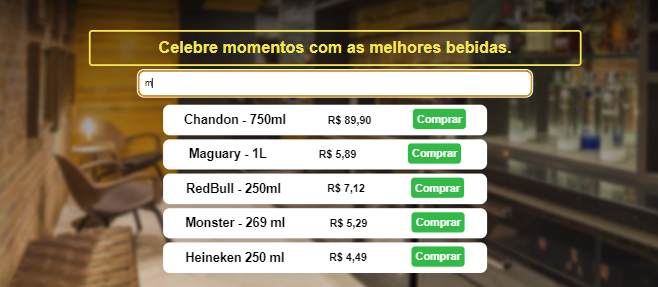 Celebre momentos com as melhores bebidas.
m
Chandon - 750ml R$ 89,90 Comprar
Maguary - 1L R$ 5,89 Comprar
RedBull - 250ml R$ 7,12 Comprar
Monster - 269 ml R$ 5,29 Comprar
Heineken 250 ml R$ 4,49 Comprar